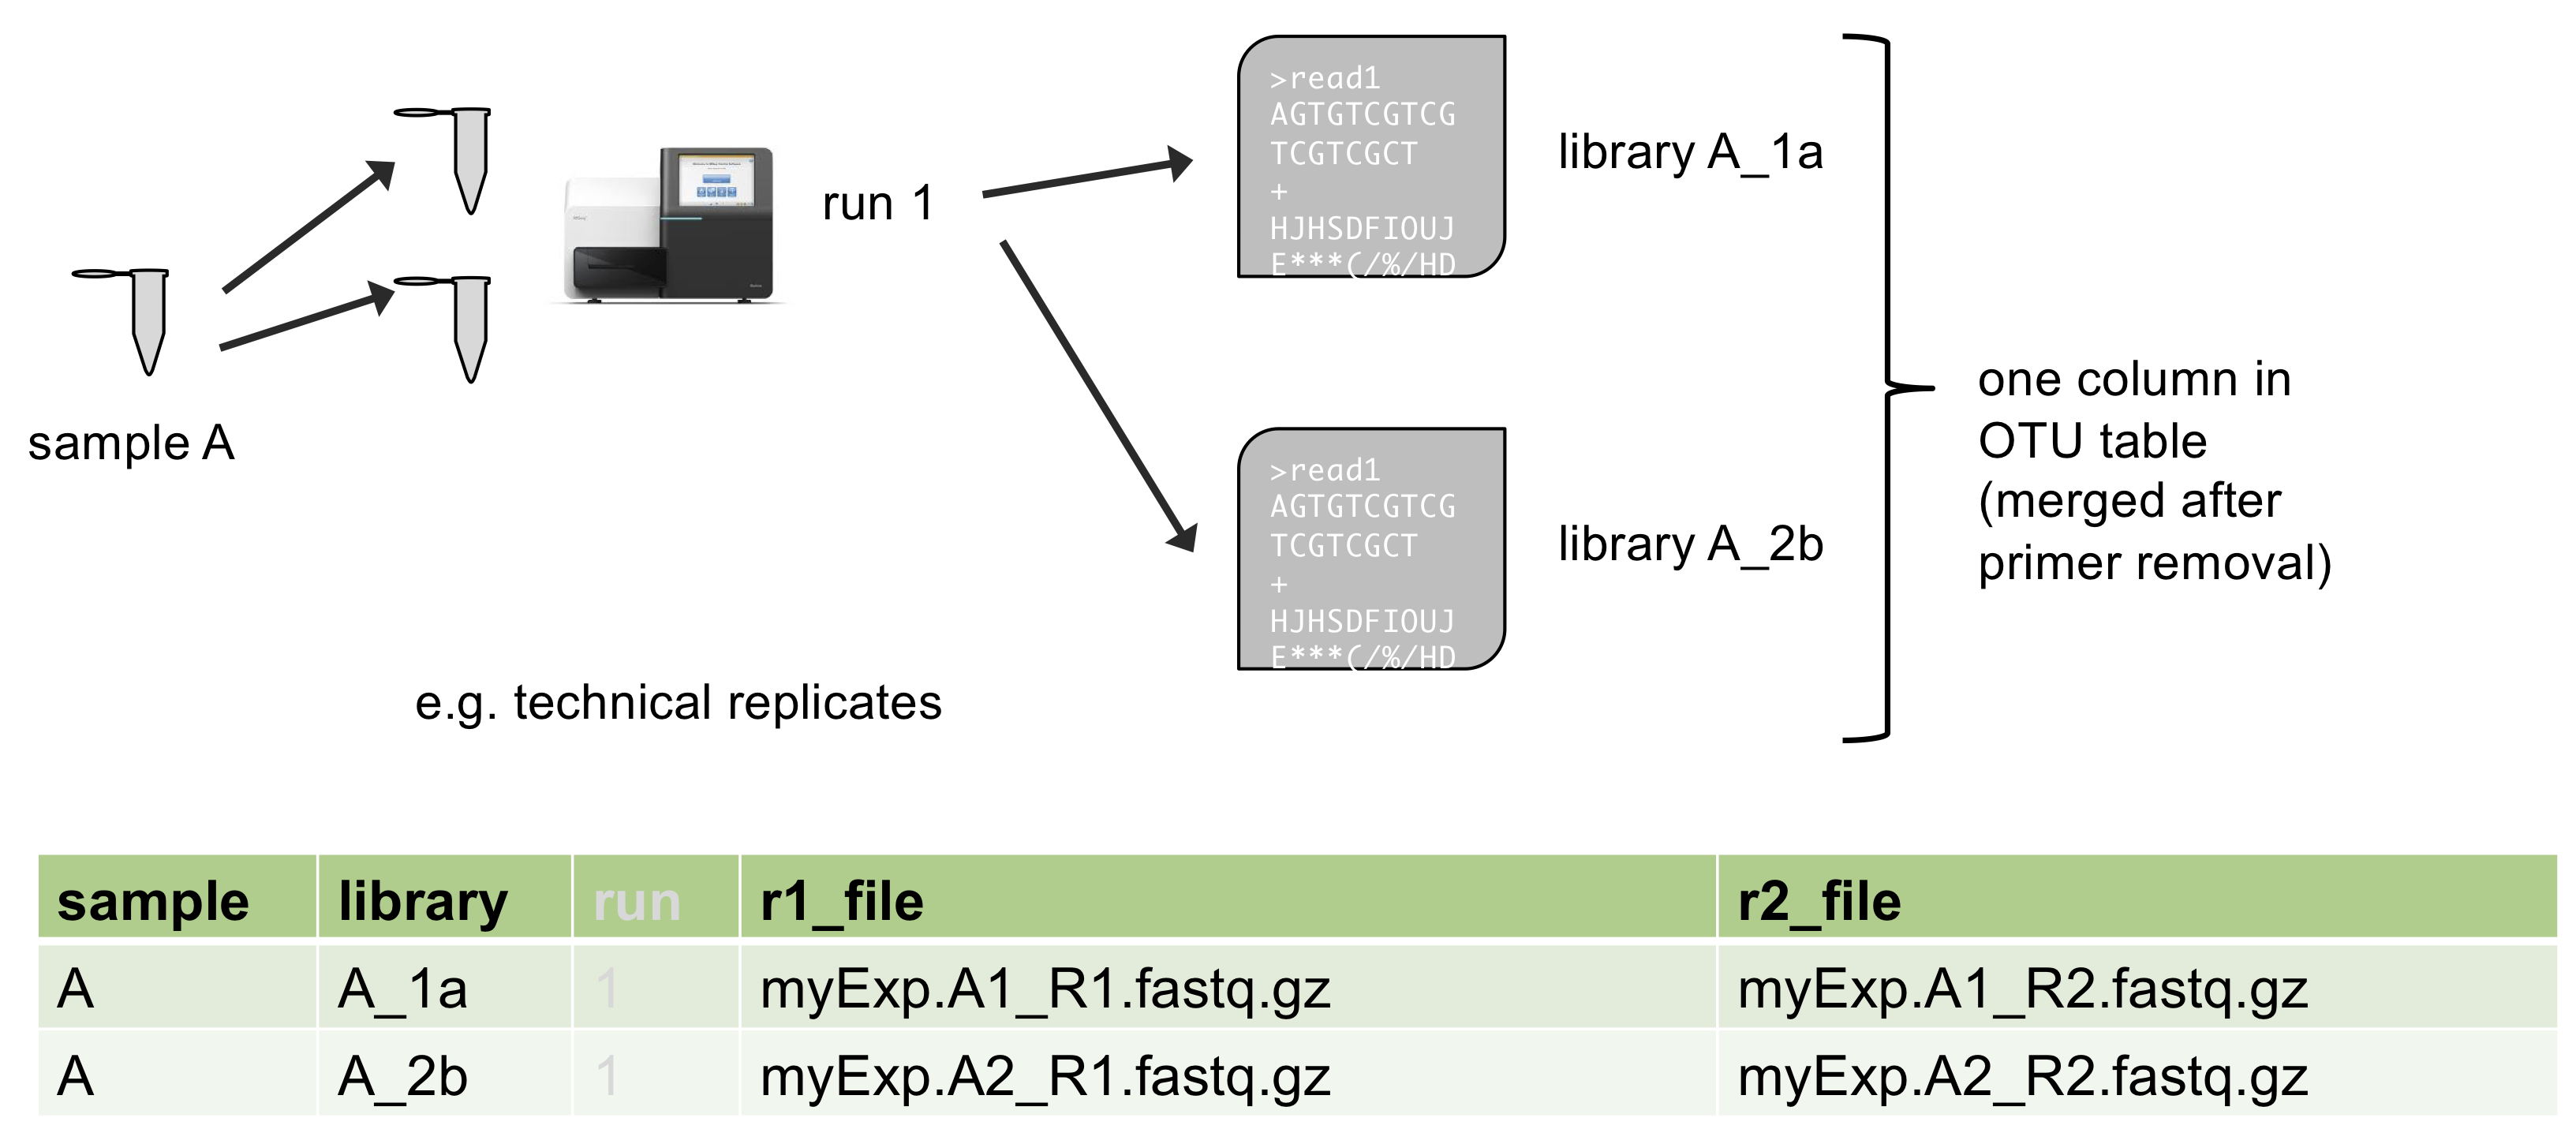 >read1
AGTGTCGTCG
TCGTCGCT
+
HJHSDFIOUJ
E***(/%/HD
library A_1a
run 1
sample A
one column in
OTU table
(merged after
primer removal)
>read1
AGTGTCGTCG
TCGTCGCT
+
HJHSDFIOUJ
E***(/%/HD
library A_2b
e.g. technical replicates
sample library run r1_file r2_file
A A_1a 1 myExp.A1_R1.fastq.gz myExp.A1_R2.fastq.gz
A A_2b 1 myExp.A2_R1.fastq.gz myExp.A2_R2.fastq.gz